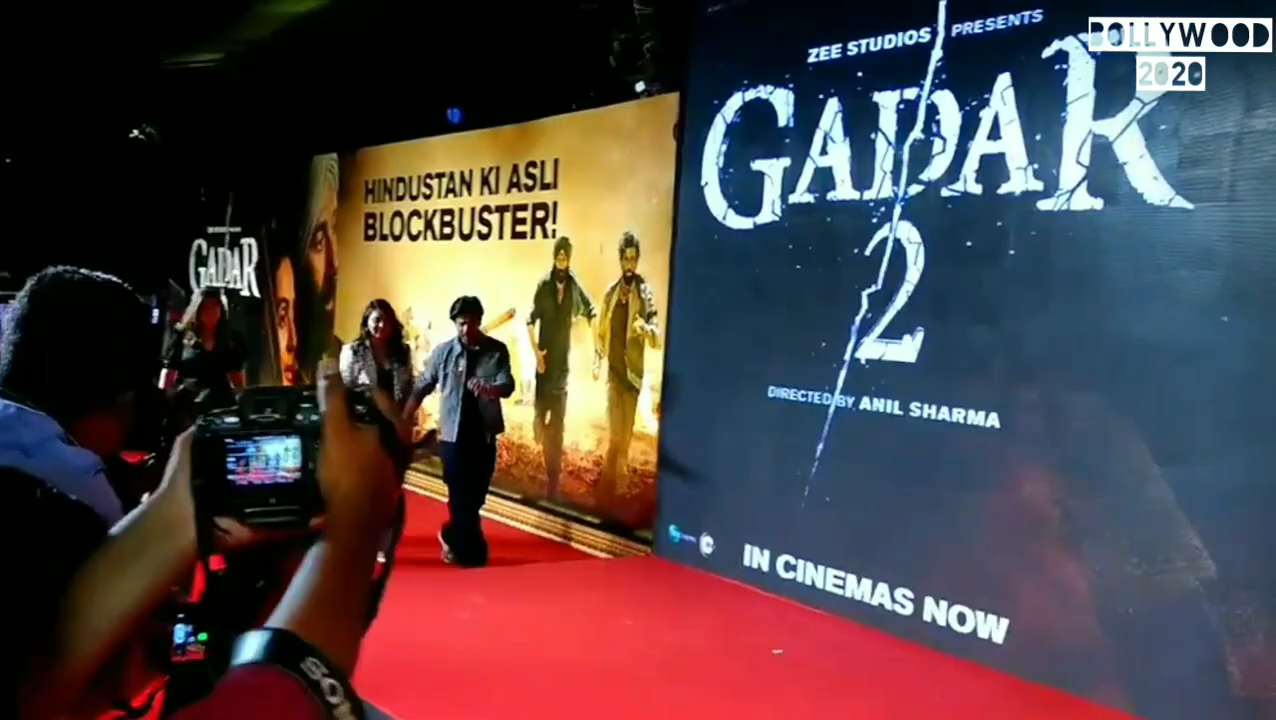 BOLLYWOOD
2020
ZEE STUDIOS PRESENTS
GADAR
2
DIRECTED BY ANIL SHARMA
IN CINEMAS NOW
HINDUSTAN KI ASLI
BLOCKBUSTER!
GADAR